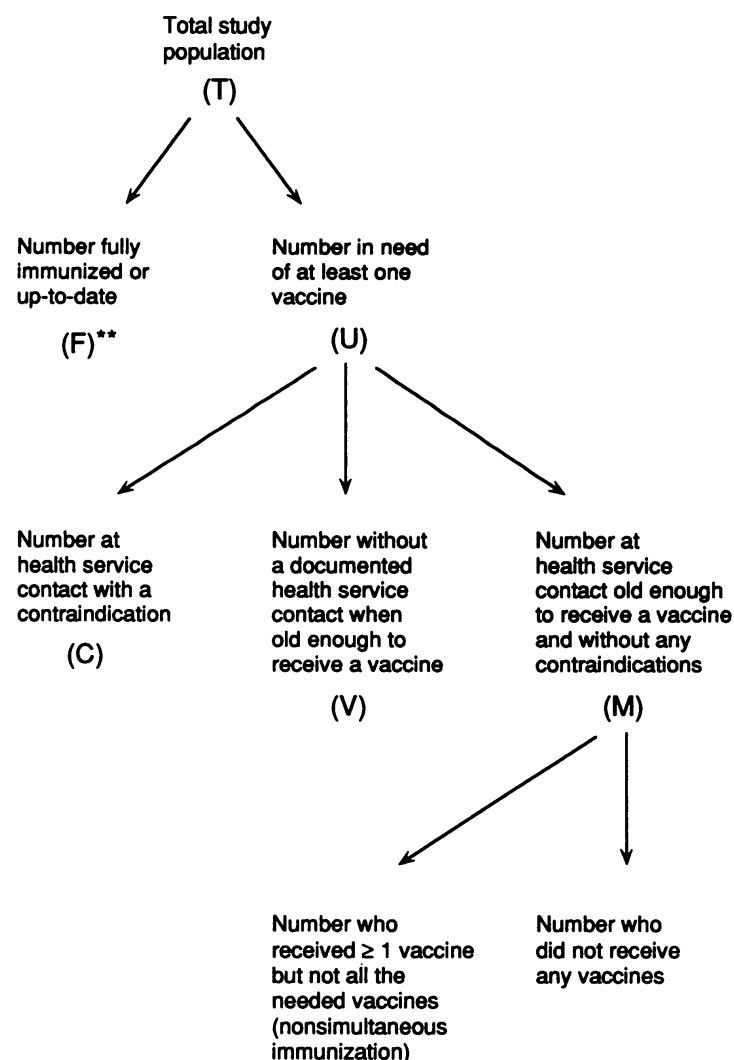 Total study
population
(T)
Number fully
immunized or
up-to-date
(F)**
Number in need
of at least one
vaccine
(U)
Number at
health service
contact with a
contraindication
(C)
Number without
a documented
health service
contact when
old enough to
receive a vaccine
(V)
Number at
health service
contact old enough
to receive a vaccine
and without any
contraindications
(M)
Number who
received ≥ 1 vaccine
but not all the
needed vaccines
(nonsimultaneous
immunization)
Number who
did not receive
any vaccines